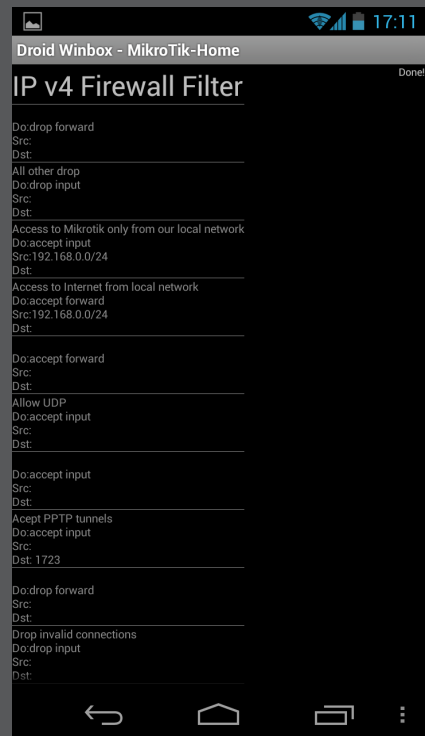 17:11
Droid Winbox - MikroTik-Home
Done!
IP v4 Firewall Filter
Do:drop forward
Src:
Dst:
All other drop
Do:drop input
Src:
Dst:
Access to Mikrotik only from our local network
Do:accept input
Src:192.168.0.0/24
Dst:
Access to Internet from local network
Do:accept forward
Src:192.168.0.0/24
Dst:
Do:accept forward
Src:
Dst:
Allow UDP
Do:accept input
Src:
Dst:
Do:accept input
Src:
Dst:
Acept PPTP tunnels
Do:accept input
Src:
Dst: 1723
Do:drop forward
Src:
Dst:
Drop invalid connections
Do:drop input
Src:
Dst: